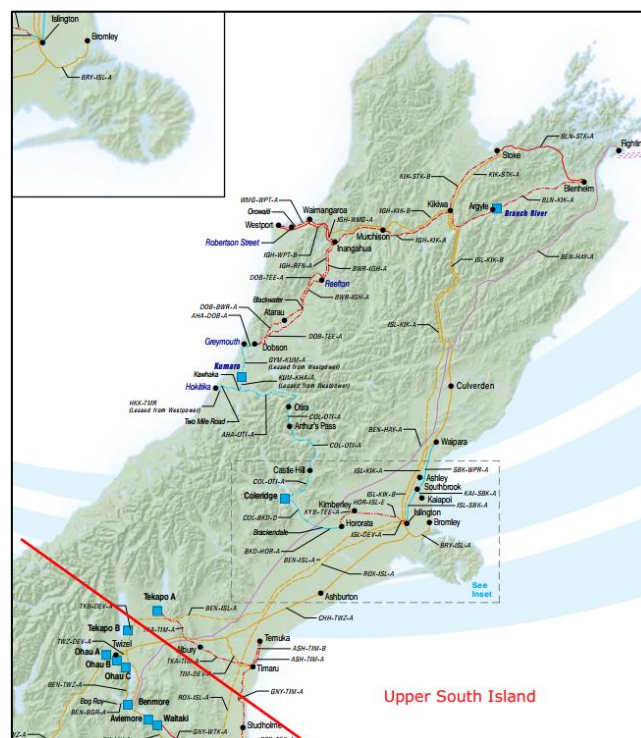 Islington
Bromley
BRY-ISL-A
Stoke
BLN-STK-A
KIK-STK-B
KIK-STK-A
Blenheim
WMG-WPT-A
Orowaiti
Waimangaroa
IGH-WMG-A
Westport
IGH-KIK-B
Kikiwa
Argyle
BLN-KIK-A
Branch River
Robertson Street
Murchison
IGH-KIK-A
Inangahua
IGH-WPT-B
IGH-RFN-A
BWR-IGH-A
DOB-TEE-A
Reefton
ISL-KIK-B
BEN-HAY-A
Blackwater
BWR-IGH-A
DOB-BWR-A
Atarau
AHA-DOB-A
DOB-TEE-A
ISL-KIK-A
Greymouth
Dobson
GYM-KUM-A
(Leased from Westpower)
Kumara
KUM-KHA-A
(Leased from Westpower)
Kawhaka
Hokitika
Culverden
HKK-TMR
(Leased from Westpower)
Otira
COL-OTI-A
Two Mile Road
Arthur's Pass
AHA-OTI-A
BEN-HAY-A
COL-OTI-A
Waipara
Castle Hill
ISL-KIK-A
SBK-WPR-A
COL-OTI-A
Ashley
Southbrook
ISL-KIK-B
KAI-SBK-A
Coleridge
HOR-ISL-E
Kaiapoi
Kimberley
ISL-SBK-A
COL-BKD-D
KYB-TEE-A
Islington
Bromley
Hororata
ISL-DEV-A
Brackendale
BRY-ISL-A
BKD-HOR-A
BEN-ISL-A
ROX-ISL-A
See
Inset
Tekapo A
Ashburton
TKB-DEV-A
BEN-ISL-A
CHH-TWZ-A
Tekapo B
TKA-TIM-A
TWZ-DEV-A
Temuka
Twizel
Albury
ASH-TIM-B
Ohau A
TKA-TIM-A
ASH-TIM-A
Ohau B
TIM-DEV-A
Timaru
Ohau C
BEN-TWZ-A
ROX-ISL-A
GNY-TIM-A
Upper South Island
Bog Roy
Benmore
BEN-BGR-A
Aviemore
Waitaki
GNY-WTK-A
Studholme